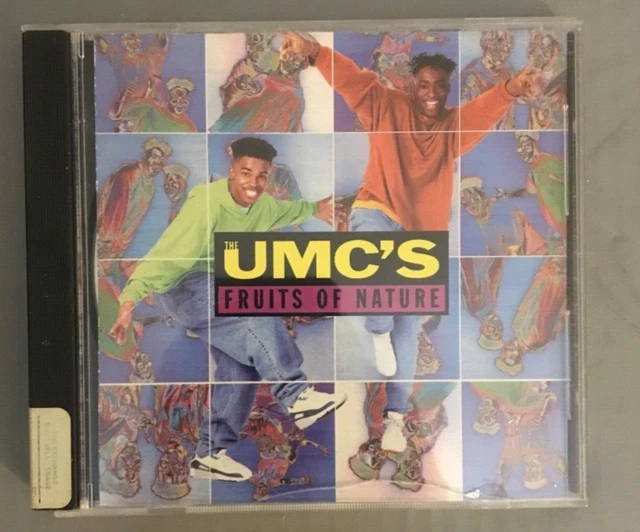 THE
UMC'S
FRUITS OF NATURE